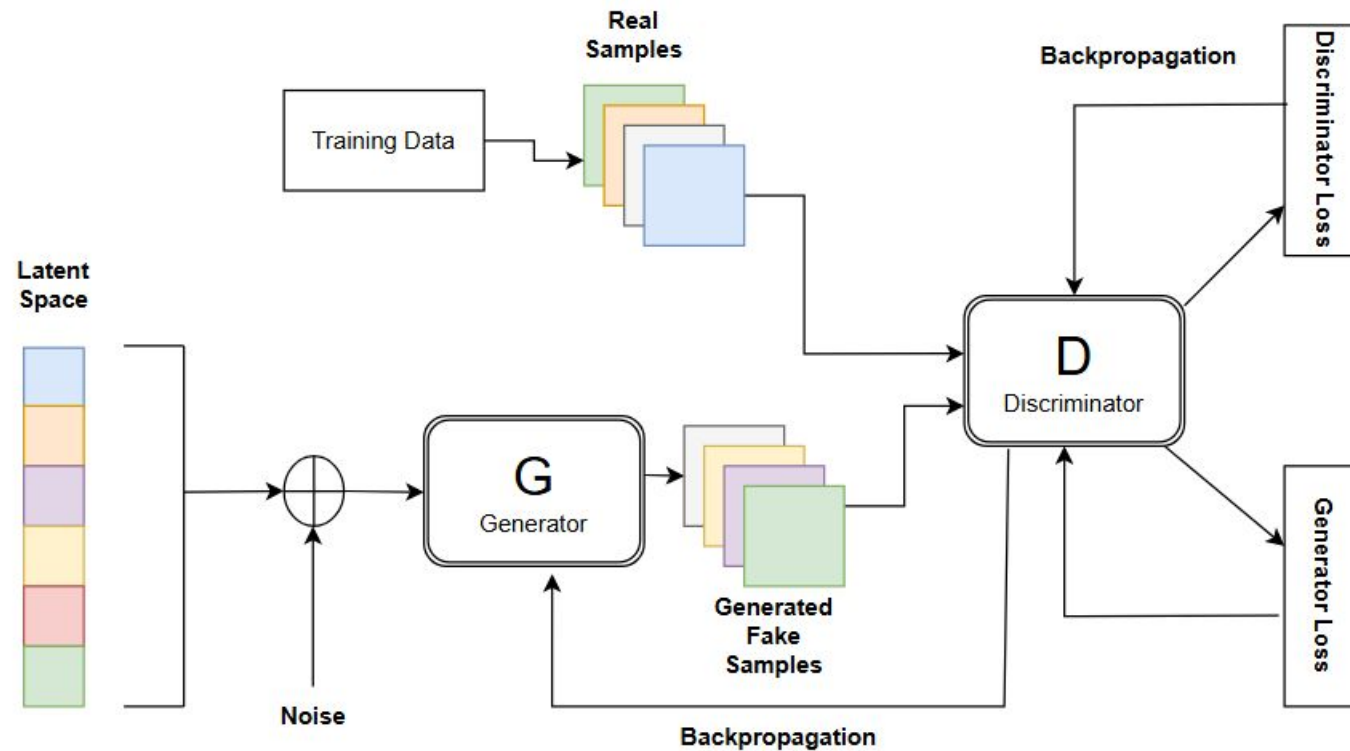 Real
Samples
Backpropagation
Discriminator Loss
Training Data
Latent
Space
D
Discriminator
G
Generator
Generated
Fake
Samples
Generator Loss
Noise
Backpropagation